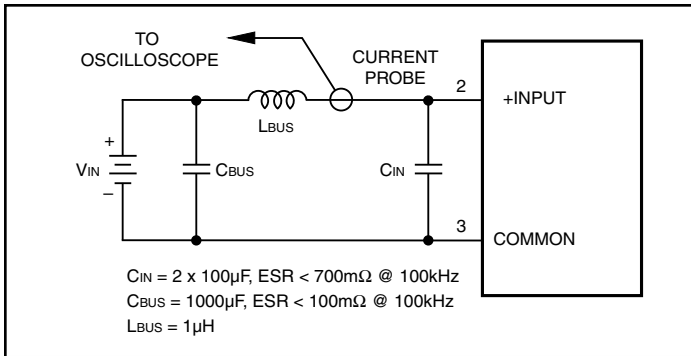 TO
OSCILLOSCOPE
CURRENT
PROBE
2
+INPUT
LBUS
+
VIN
–
CBUS
CIN
3
COMMON
CIN = 2 x 100µF, ESR < 700mΩ @ 100kHz
CBUS = 1000µF, ESR < 100mΩ @ 100kHz
LBUS = 1µH